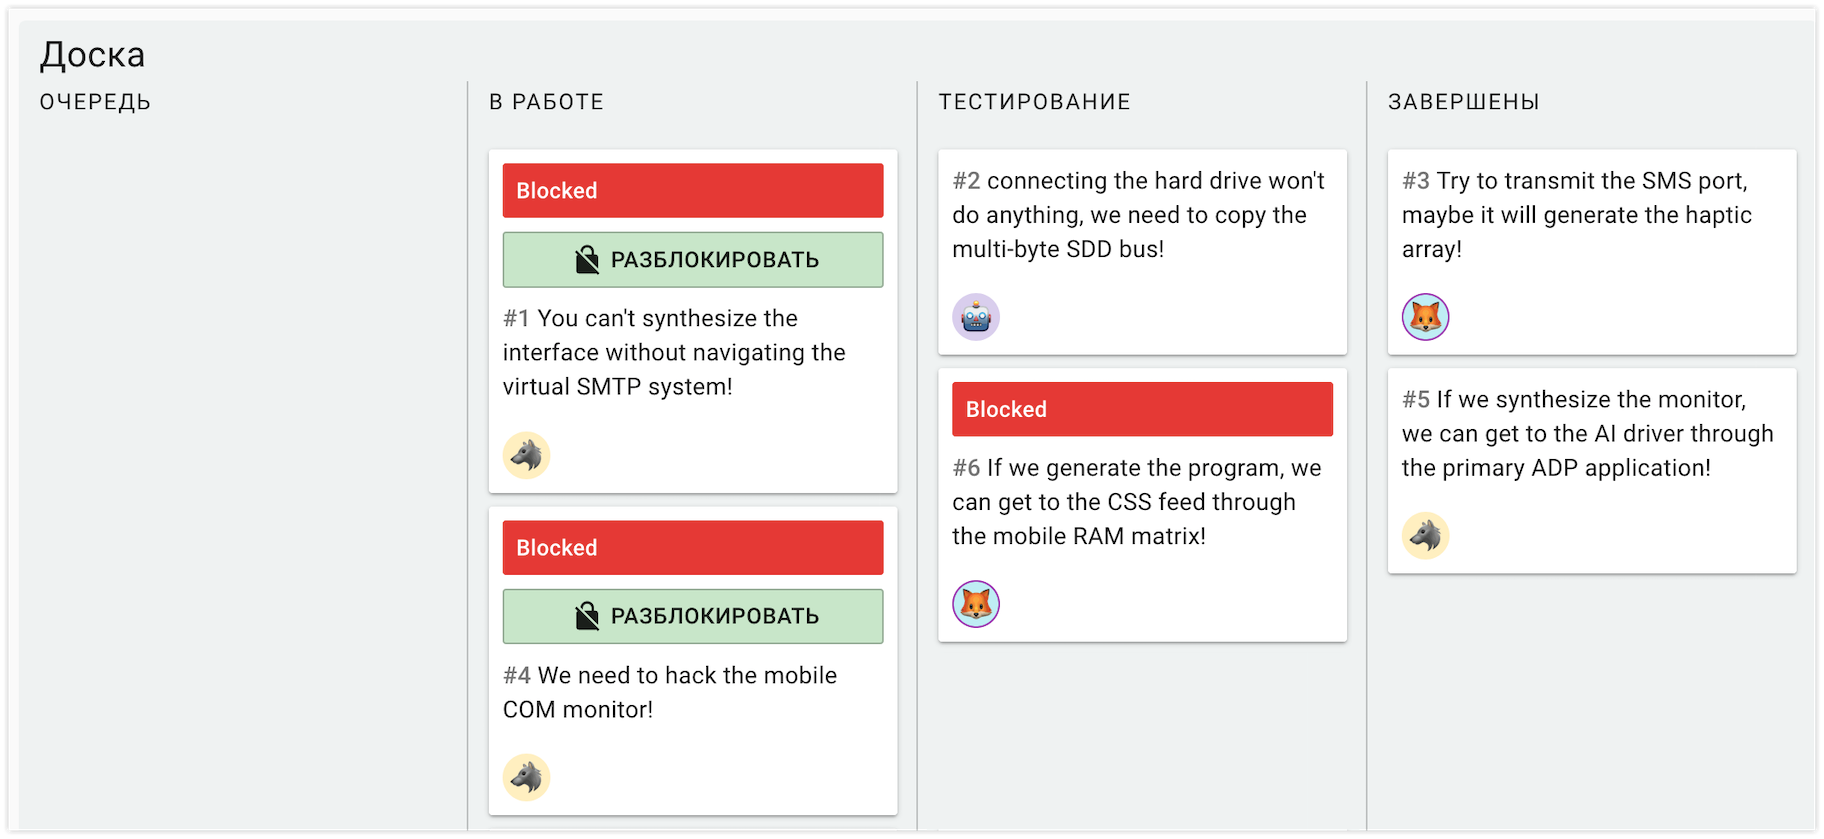 Доска
ОЧЕРЕДЬ
В РАБОТЕ
Blocked
РАЗБЛОКИРОВАТЬ
#1 You can't synthesize the
interface without navigating the
virtual SMTP system!
Blocked
РАЗБЛОКИРОВАТЬ
#4 We need to hack the mobile
COM monitor!
ТЕСТИРОВАНИЕ
#2 connecting the hard drive won't
do anything, we need to copy the
multi-byte SDD bus!
Blocked
#6 If we generate the program, we
can get to the CSS feed through
the mobile RAM matrix!
ЗАВЕРШЕНЫ
#3 Try to transmit the SMS port,
maybe it will generate the haptic
array!
#5 If we synthesize the monitor,
we can get to the AI driver through
the primary ADP application!